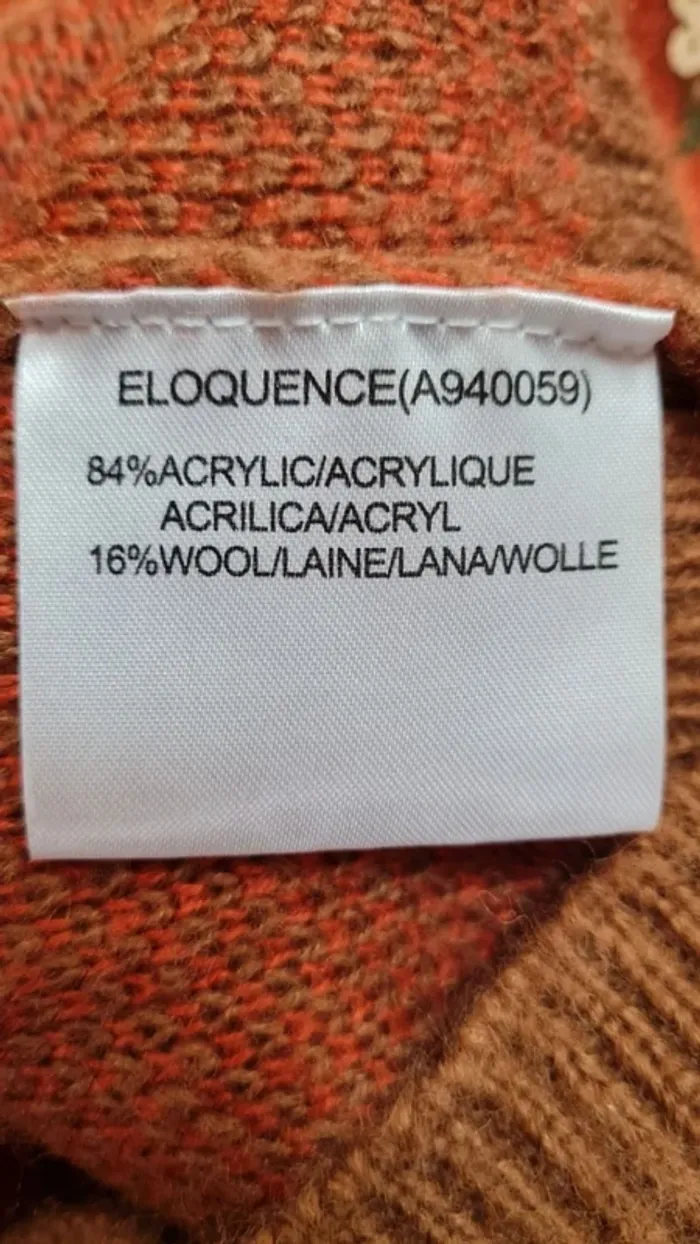 ELOQUENCE(A940059)
84%ACRYLIC/ACRYLIQUE
ACRILICA/ACRYL
16%WOOL/LAINE/LANA/WOLLE